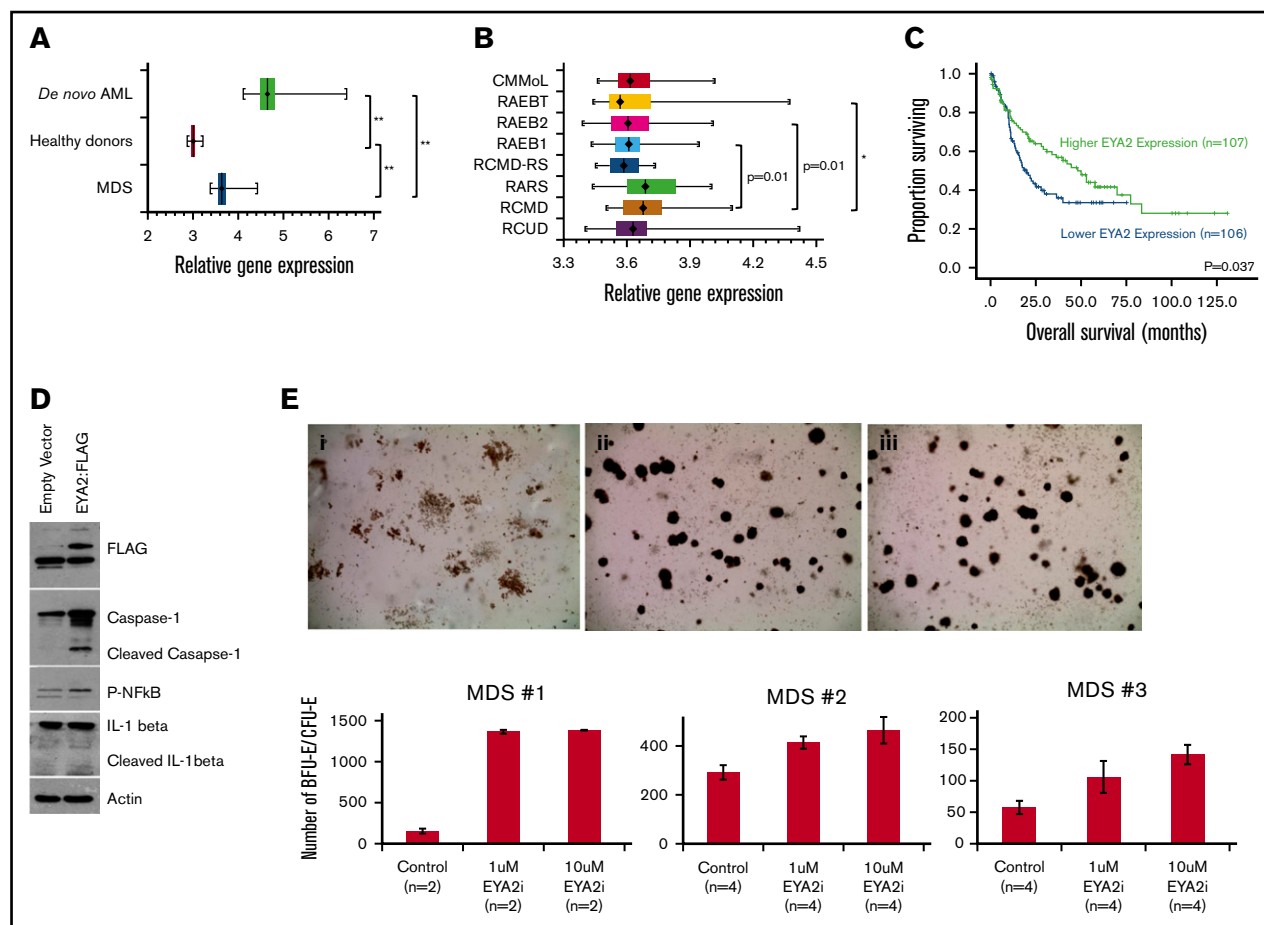 A
De novo AML
Healthy donors
MDS
**
**
**
2 3 4 5 6 7
Relative gene expression
B
CMMoL
RAEBT
RAEB2
RAEB1
RCMD-RS
RARS
RCMD
RCUD
p=0.01
p=0.01
*
3.3 3.6 3.9 4.2 4.5
Relative gene expression
C
Proportion surviving
1.0
0.8
0.6
0.4
0.2
0.0
Higher EYA2 Expression (n=107)
Lower EYA2 Expression (n=106)
P=0.037
.0 25.0 50.0 75.0 100.0 125.0
Overall survival (months)
D
Empty Vector
EYA2:FLAG
FLAG
Caspase-1
Cleaved Casapse-1
P-NFkB
IL-1 beta
Cleaved IL-1beta
Actin
E
i
ii
iii
Number of BFU-E/CFU-E
MDS #1
1500
1000
500
0
Control
(n=2)
1uM
EYA2i
(n=2)
10uM
EYA2i
(n=2)
MDS #2
400
200
0
Control
(n=4)
1uM
EYA2i
(n=4)
10uM
EYA2i
(n=4)
MDS #3
200
150
100
50
0
Control
(n=4)
1uM
EYA2i
(n=4)
10uM
EYA2i
(n=4)